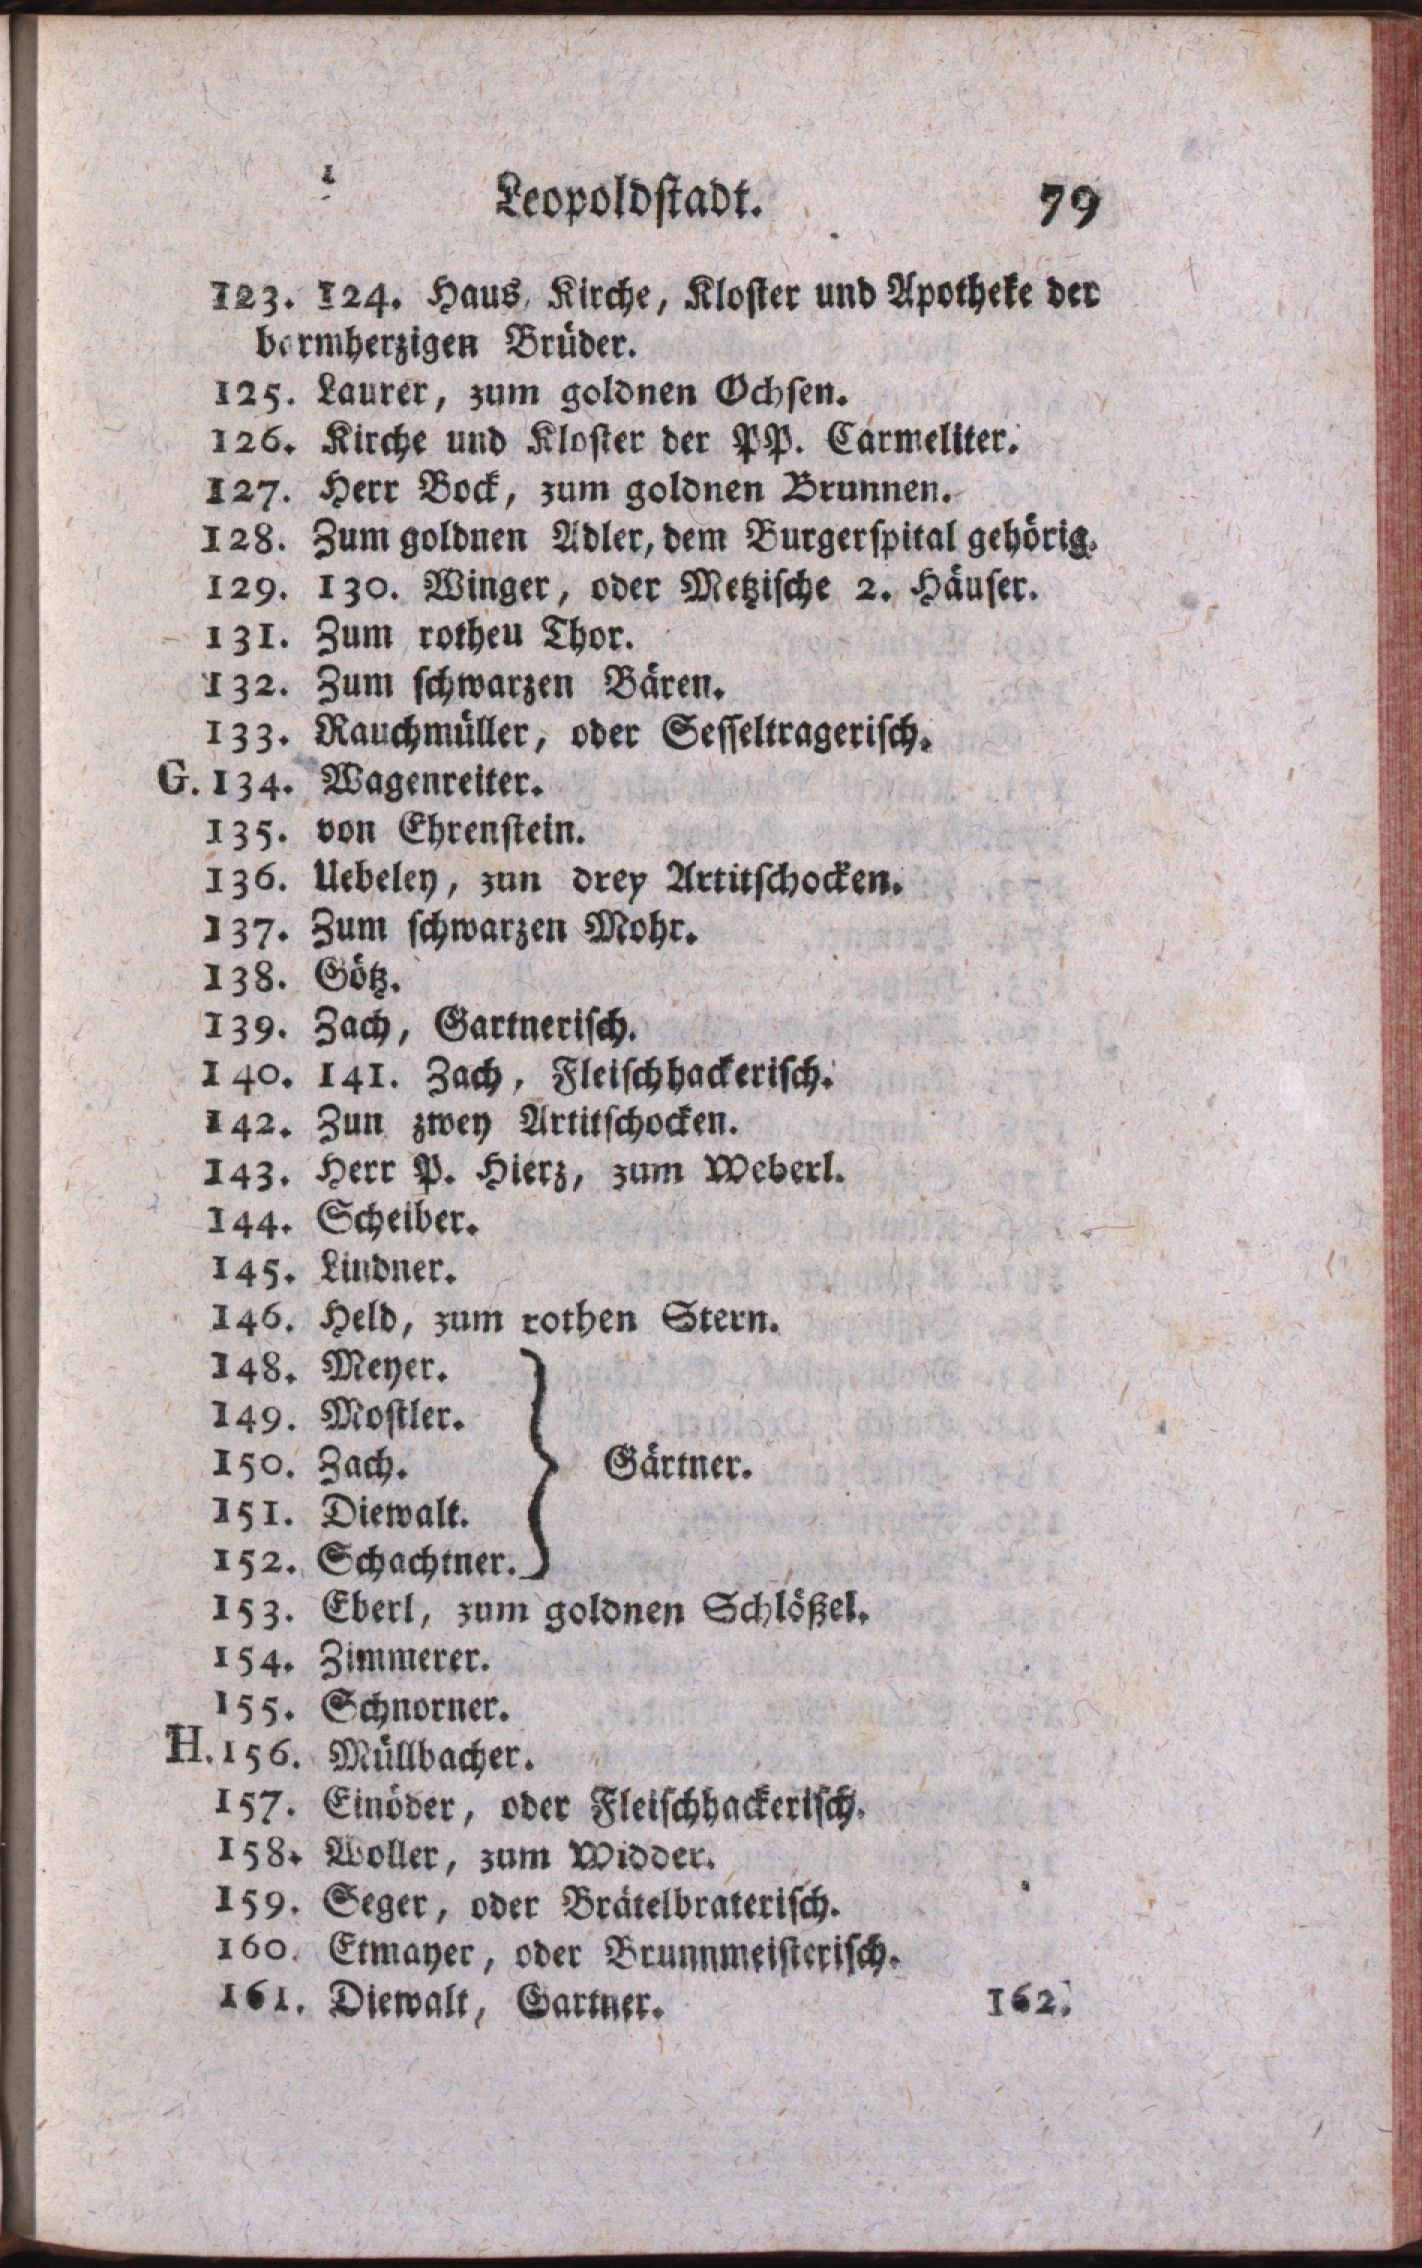 Leopoldstadt. 79
123. 124. Haus, Kirche, Kloster und Apotheke der
barmherzigen Brüder.
125. Laurer, zum goldnen Ochsen.
126. Kirche und Kloster der PP. Carmeliter.
127. Herr Bock, zum goldnen Brunnen.
128. Zum goldnen Adler, dem Burgerspital gehörig.
129. 130. Winger, oder Metzische 2. Häuser.
131. Zum rotheu Thor.
132. Zum schwarzen Bären.
133. Rauchmüller, oder Sesseltragerisch.
G. 134. Wagenreiter.
135. von Ehrenstein.
136. Uebeley, zun drey Artitschocken.
137. Zum schwarzen Mohr.
138. Götz.
139. Zach, Gartnerisch.
140. 141. Zach, Fleischhackerisch.
142. Zun zwey Artitschocken.
143. Herr P. Hierz, zum Weberl.
144. Scheiber.
145. Lindner.
146. Held, zum rothen Stern.
148. Meyer.
149. Mostler.
150. Zach. } Gärtner.
151. Diewalt.
152. Schachtner.
153. Eberl, zum goldnen Schlößel.
154. Zimmerer.
155. Schnorner.
H. 156. Müllbacher.
157. Einöder, oder Fleischhackerisch.
158. Woller, zum Widder.
159. Seger, oder Brätelbraterisch.
160. Etmayer, oder Brunnmeisterisch.
161. Diewalt, Gartner. 162.